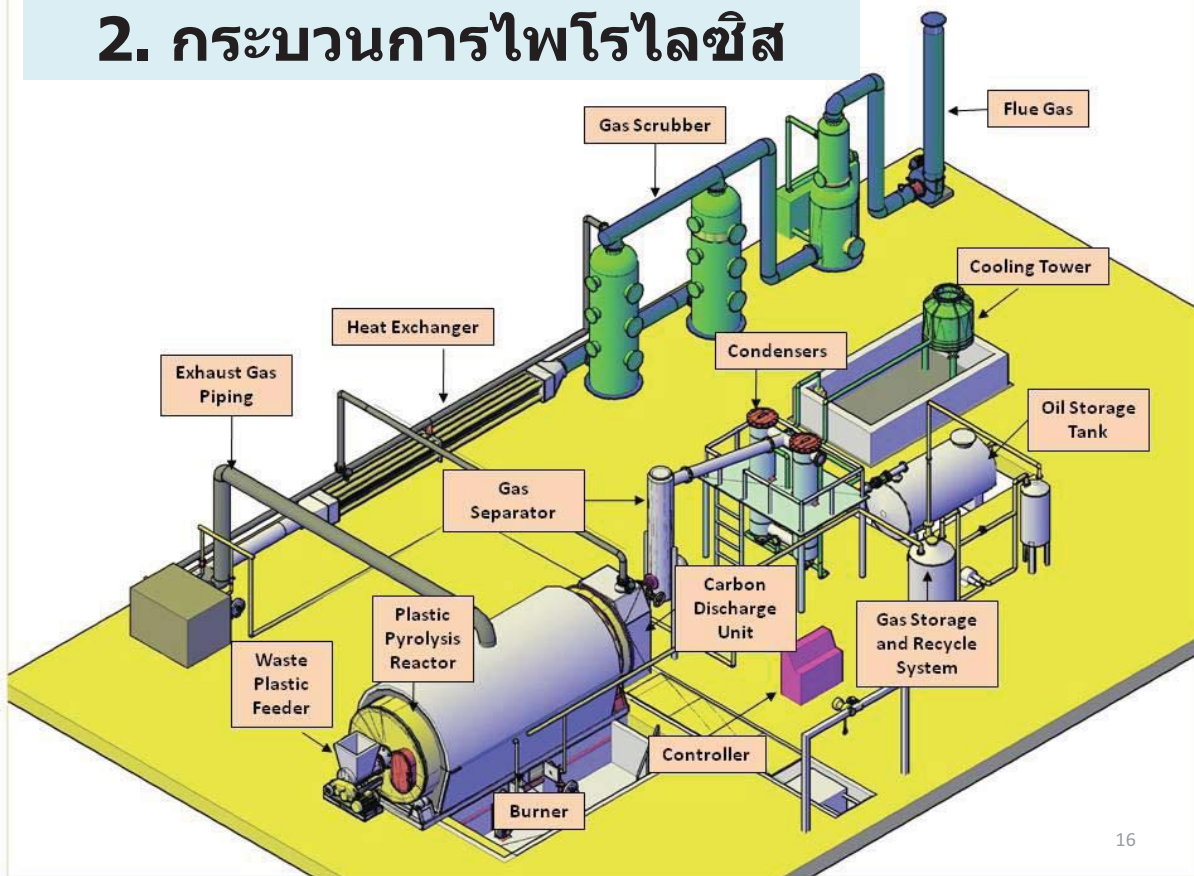 2. กระบวนการไพโรไลซิส
Flue Gas
Gas Scrubber
Cooling Tower
Heat Exchanger
Condensers
Exhaust Gas
Piping
Oil Storage
Tank
Gas
Separator
Carbon
Discharge
Unit
Plastic
Pyrolysis
Reactor
Gas Storage
and Recycle
System
Waste
Plastic
Feeder
Controller
Burner
16